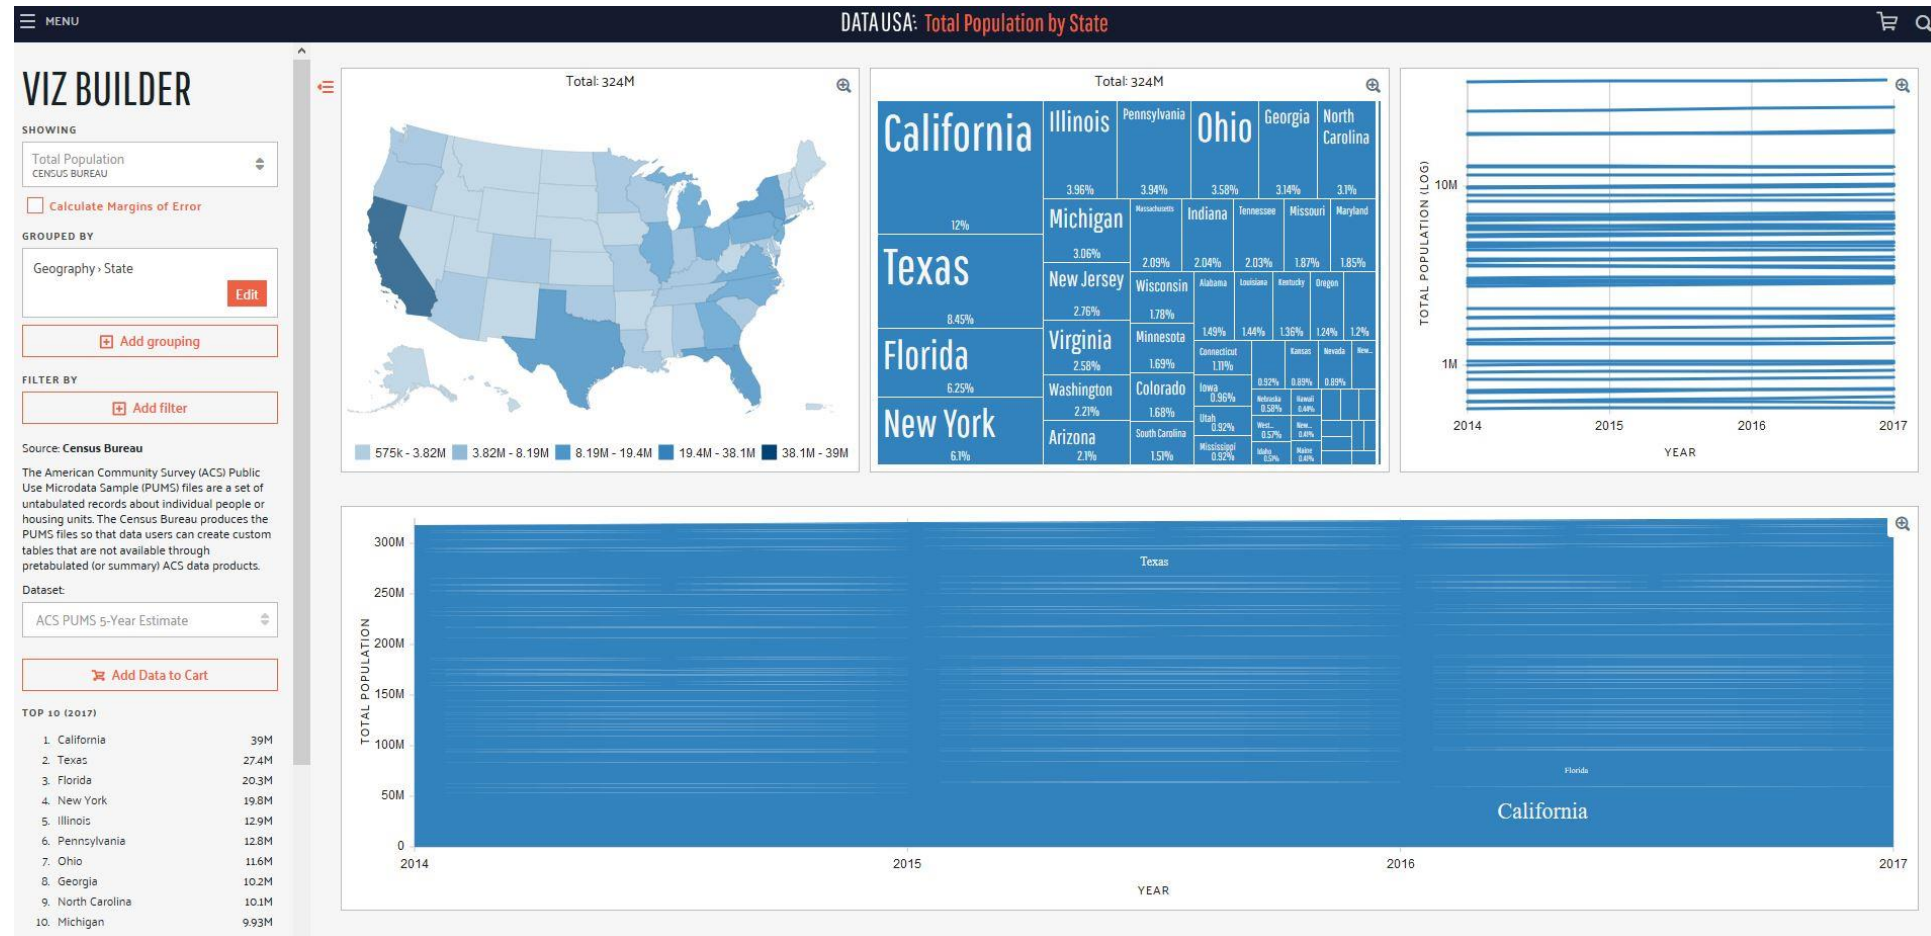 MENU
DATAUSA: Total Population by State
VIZ BUILDER
SHOWING
Total Population
CENSUS BUREAU
Calculate Margins of Error
GROUPED BY
Geography › State
Edit
Add grouping
FILTER BY
Add filter
Source: Census Bureau
The American Community Survey (ACS) Public
Use Microdata Sample (PUMS) files are a set of
untabulated records about individual people or
housing units. The Census Bureau produces the
PUMS files so that data users can create custom
tables that are not available through
pretabulated (or summary) ACS data products.
Dataset:
ACS PUMS 5-Year Estimate
Add Data to Cart
TOP 10 (2017)
1. California 39M
2. Texas 27.4M
3. Florida 20.3M
4. New York 19.8M
5. Illinois 12.9M
6. Pennsylvania 12.8M
7. Ohio 11.6M
8. Georgia 10.2M
9. North Carolina 10.1M
10. Michigan 9.93M
Total: 324M
575k - 3.82M 3.82M - 8.19M 8.19M - 19.4M 19.4M - 38.1M 38.1M - 39M
Total: 324M
California
12%
Texas
8.45%
Florida
6.25%
New York
6.1%
Illinois
3.96%
Pennsylvania
3.94%
Ohio
3.58%
Georgia
3.14%
North
Carolina
3.1%
Michigan
3.06%
New Jersey
2.76%
Virginia
2.58%
Washington
2.21%
Arizona
2.1%
Massachusetts
2.09%
Indiana
2.04%
Tennessee
2.03%
Missouri
1.87%
Maryland
1.85%
Wisconsin
1.78%
Minnesota
1.69%
Colorado
1.68%
South Carolina
1.51%
Alabama
1.49%
Louisiana
1.44%
Kentucky
1.36%
Oregon
1.24%
1.2%
Connecticut
1.11%
Iowa
0.96%
Utah
0.92%
Mississippi
0.92%
0.92%
Kansas
0.89%
Nevada
0.89%
New...
Nebraska
0.58%
West...
0.57%
Idaho
0.51%
Hawaii
0.44%
New...
0.41%
Maine
0.41%
TOTAL POPULATION (LOG)
10M
1M
2014 2015 2016 2017
YEAR
TOTAL POPULATION
300M
250M
200M
150M
100M
50M
0
Texas
Florida
California
2014 2015 2016 2017
YEAR